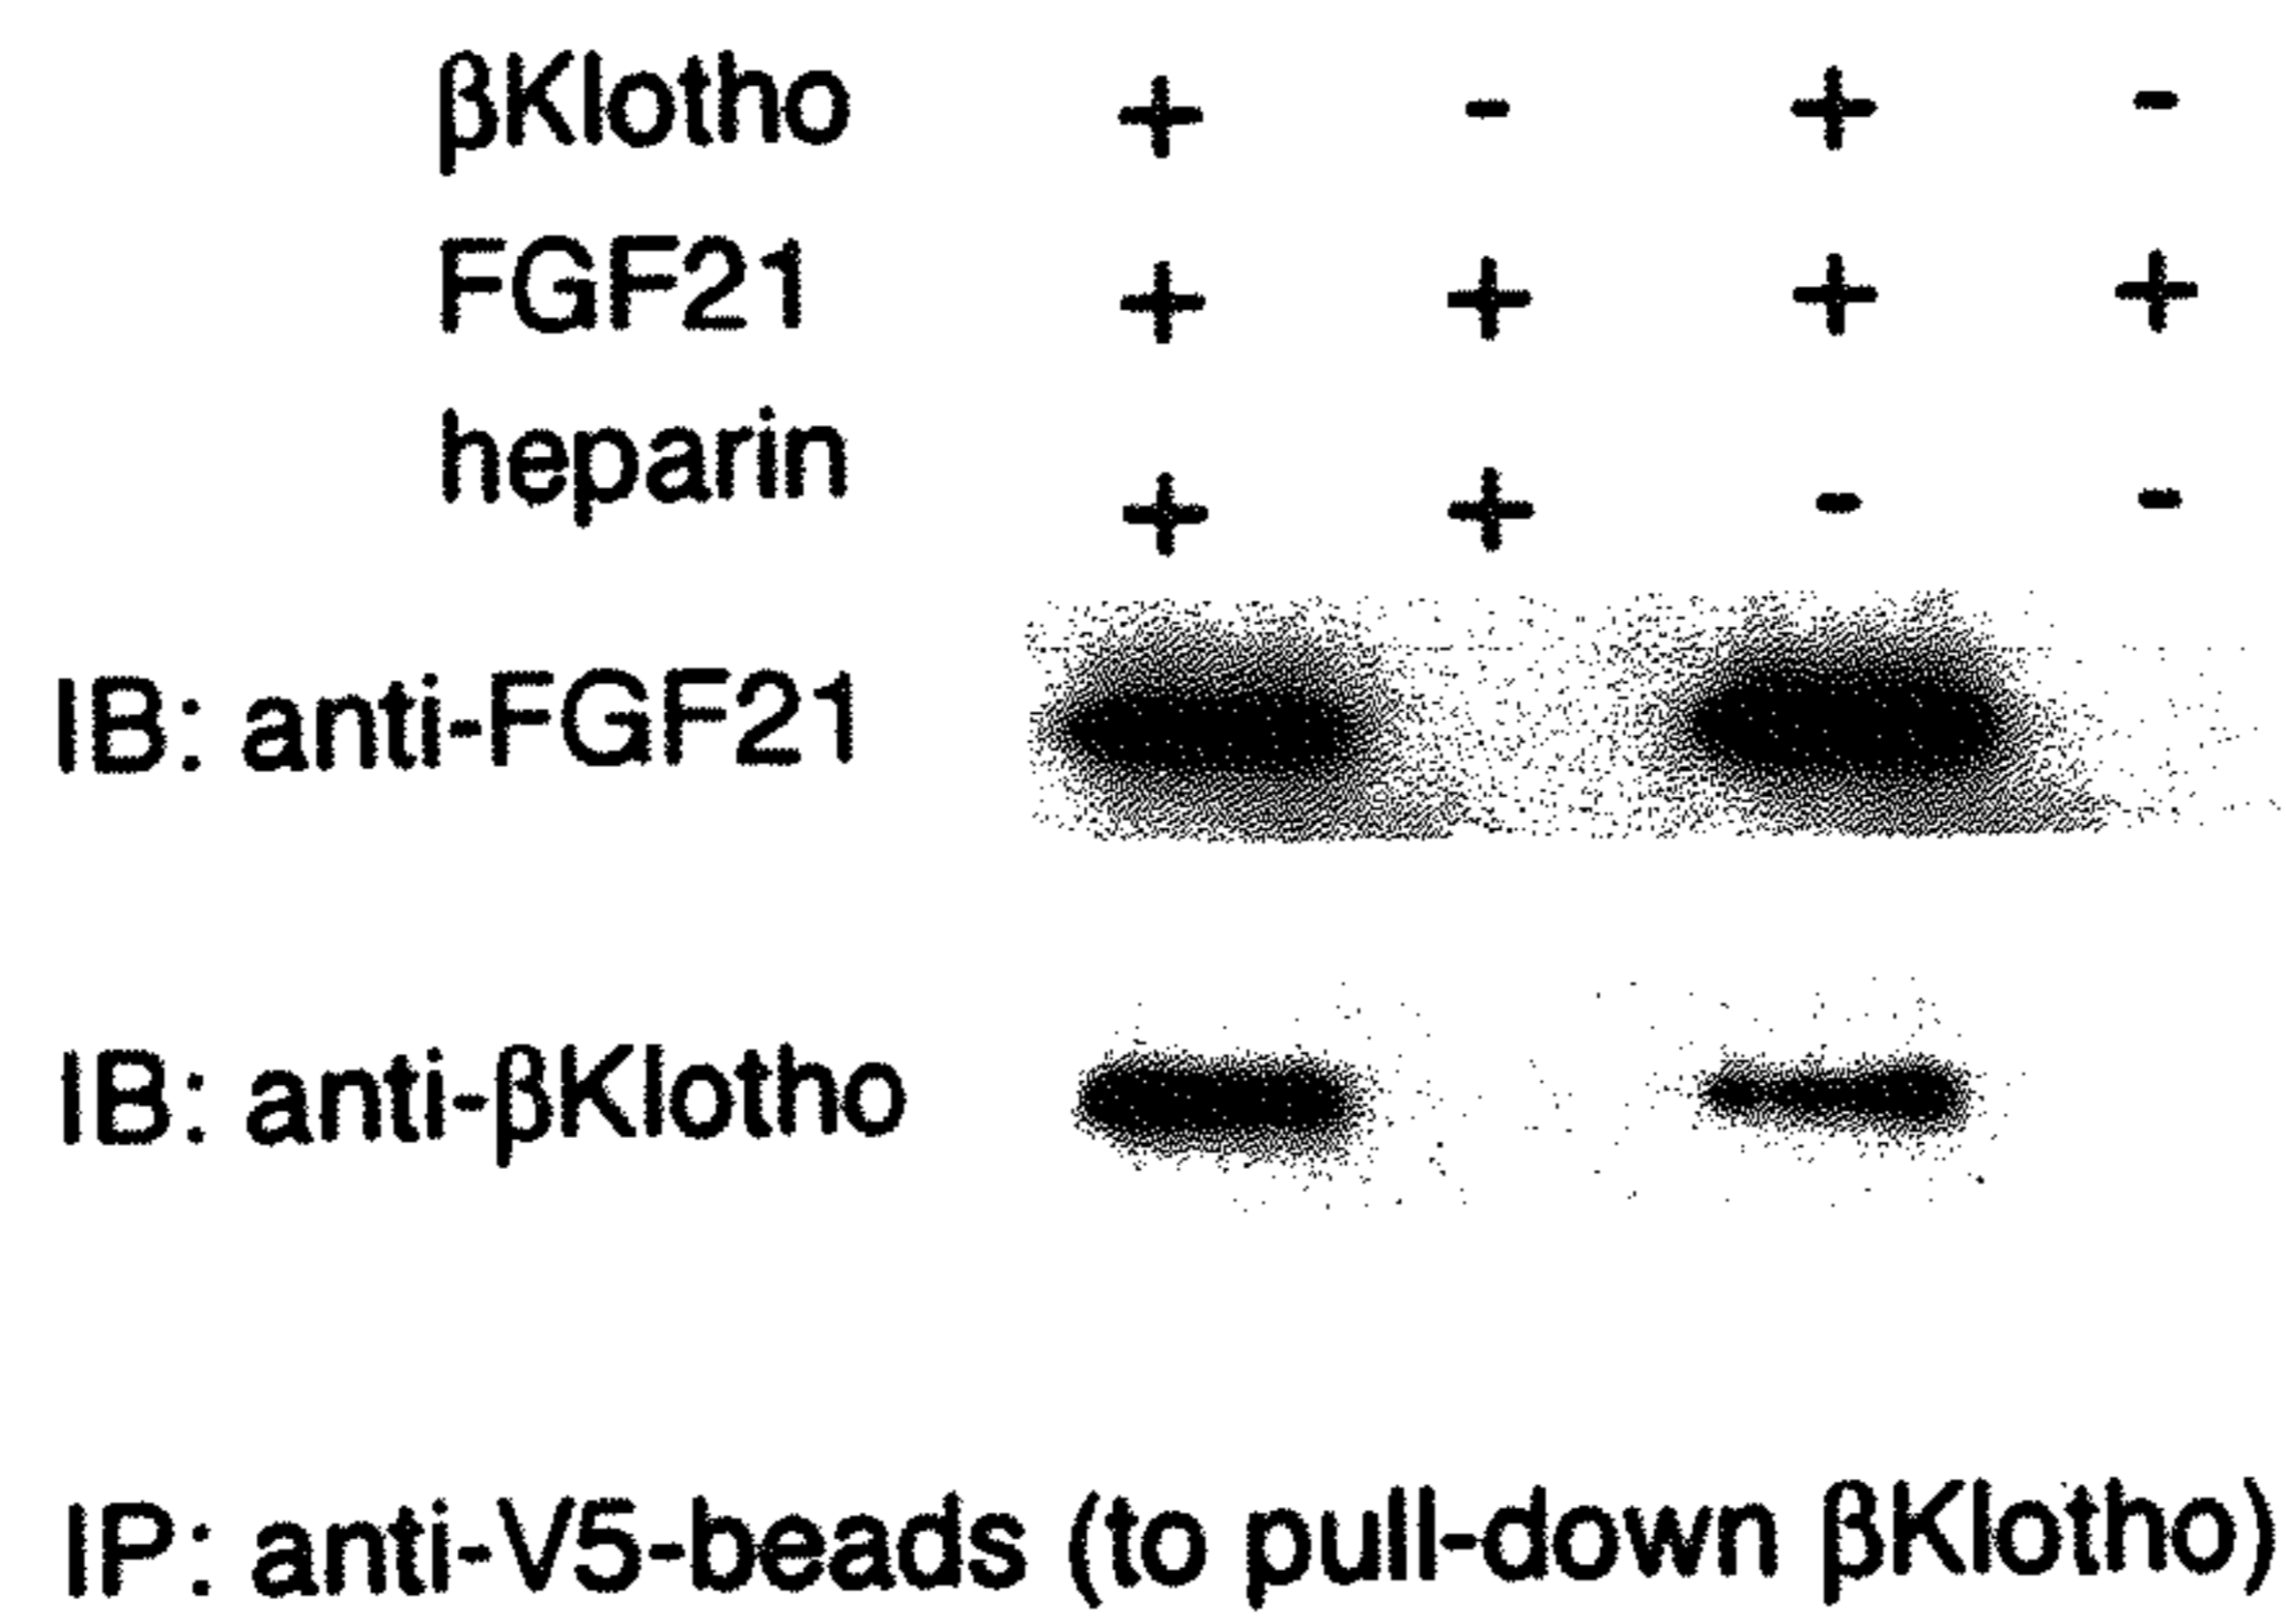 βKlotho + - + -
FGF21 + + + +
heparin + + - -
IB: anti-FGF21
IB: anti-βKlotho
IP: anti-V5-beads (to pull-down βKlotho)